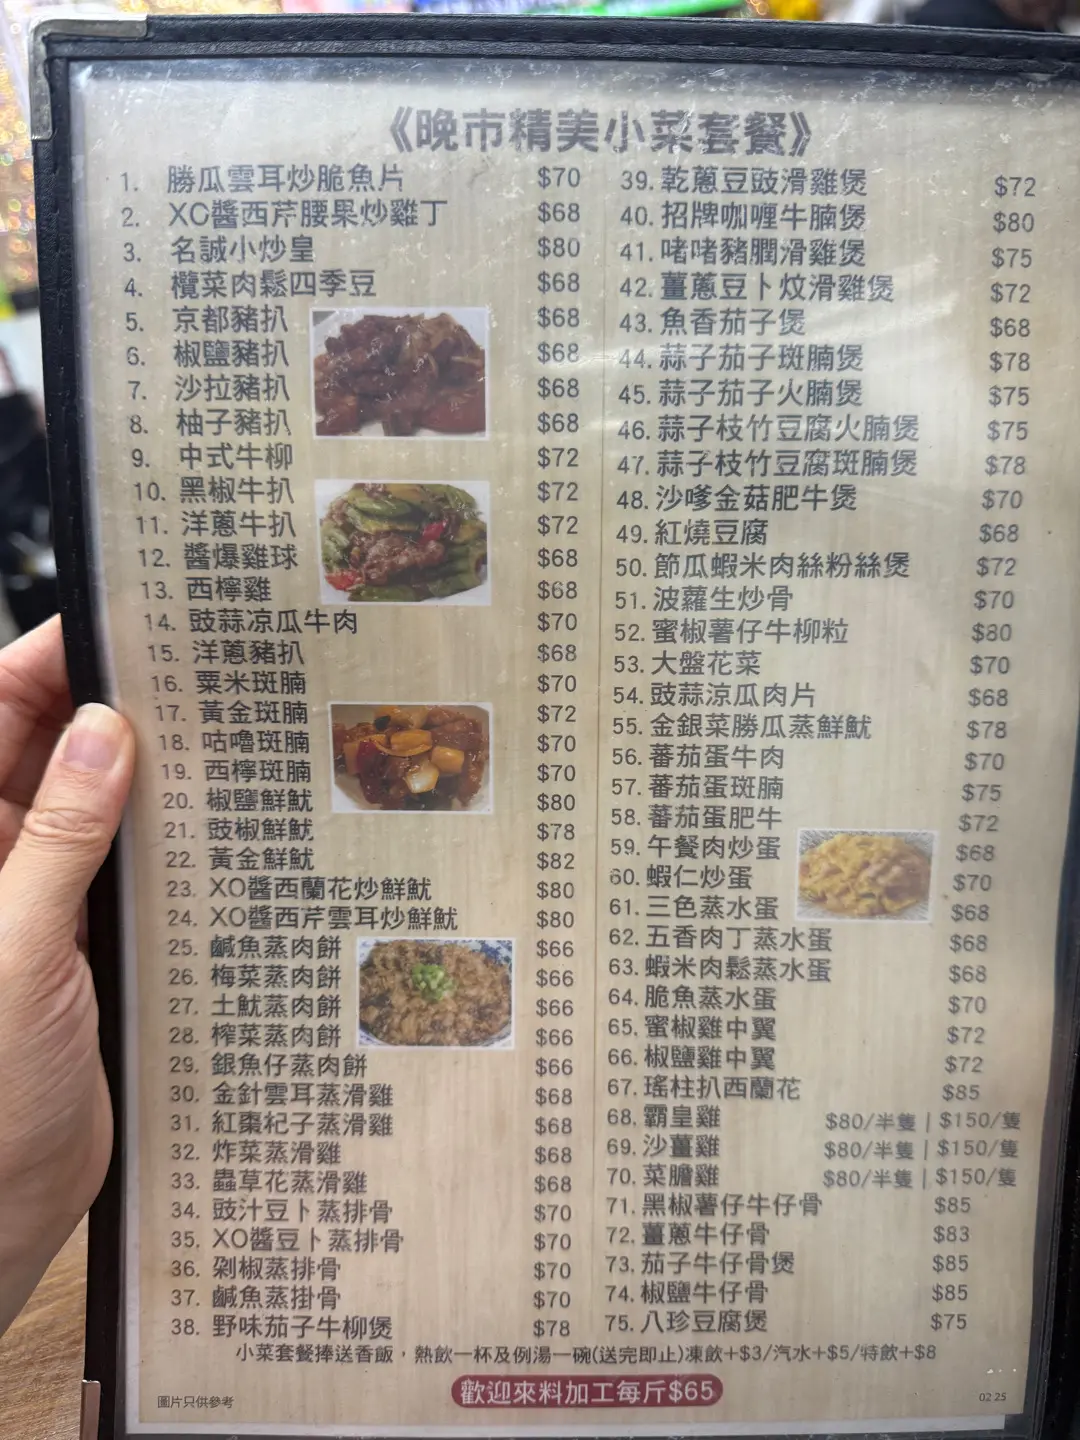 《晚市精美小菜套餐》
1. 勝瓜雲耳炒脆魚片 $70
2. XO醬西芹腰果炒雞丁 $68
3. 名誠小炒皇 $80
4. 欖菜肉鬆四季豆 $68
5. 京都豬扒 $68
6. 椒鹽豬扒 $68
7. 沙拉豬扒 $68
8. 柚子豬扒 $68
9. 中式牛柳 $72
10. 黑椒牛扒 $72
11. 洋蔥牛扒 $72
12. 醬爆雞球 $68
13. 西檸雞 $68
14. 豉蒜凉瓜牛肉 $70
15. 洋蔥豬扒 $68
16. 粟米斑腩 $70
17. 黃金斑腩 $72
18. 咕嚕斑腩 $70
19. 西檸斑腩 $70
20. 椒鹽鮮魷 $80
21. 豉椒鮮魷 $78
22. 黃金鮮魷 $82
23. XO醬西蘭花炒鮮魷 $80
24. XO醬西芹雲耳炒鮮魷 $80
25. 鹹魚蒸肉餅 $66
26. 梅菜蒸肉餅 $66
27. 土魷蒸肉餅 $66
28. 榨菜蒸肉餅 $66
29. 銀魚仔蒸肉餅 $66
30. 金針雲耳蒸滑雞 $68
31. 紅棗杞子蒸滑雞 $68
32. 炸菜蒸滑雞 $68
33. 蟲草花蒸滑雞 $68
34. 豉汁豆卜蒸排骨 $70
35. XO醬豆卜蒸排骨 $70
36. 剁椒蒸排骨 $70
37. 鹹魚蒸掛骨 $70
38. 野味茄子牛柳煲 $78
39. 乾蔥豆豉滑雞煲 $72
40. 招牌咖喱牛腩煲 $80
41. 啫啫豬膶滑雞煲 $75
42. 薑蔥豆卜炆滑雞煲 $72
43. 魚香茄子煲 $68
44. 蒜子茄子斑腩煲 $78
45. 蒜子茄子火腩煲 $75
46. 蒜子枝竹豆腐火腩煲 $75
47. 蒜子枝竹豆腐斑腩煲 $78
48. 沙嗲金菇肥牛煲 $70
49. 紅燒豆腐 $68
50. 節瓜蝦米肉絲粉絲煲 $72
51. 波蘿生炒骨 $70
52. 蜜椒薯仔牛柳粒 $80
53. 大盤花菜 $70
54. 豉蒜涼瓜肉片 $68
55. 金銀菜勝瓜蒸鮮魷 $78
56. 蕃茄蛋牛肉 $70
57. 蕃茄蛋斑腩 $75
58. 蕃茄蛋肥牛 $72
59. 午餐肉炒蛋 $68
60. 蝦仁炒蛋 $70
61. 三色蒸水蛋 $68
62. 五香肉丁蒸水蛋 $68
63. 蝦米肉鬆蒸水蛋 $68
64. 脆魚蒸水蛋 $70
65. 蜜椒雞中翼 $72
66. 椒鹽雞中翼 $72
67. 瑤柱扒西蘭花 $85
68. 霸皇雞 $80/半隻 | $150/隻
69. 沙薑雞 $80/半隻 | $150/隻
70. 菜膽雞 $80/半隻 | $150/隻
71. 黑椒薯仔牛仔骨 $85
72. 薑蔥牛仔骨 $83
73. 茄子牛仔骨煲 $85
74. 椒鹽牛仔骨 $85
75. 八珍豆腐煲 $75
小菜套餐捧送香飯，熱飲一杯及例湯一碗(送完即止)凍飲+$3/汽水+$5/特飲+$8
歡迎來料加工每斤$65
圖片只供參考
02 25